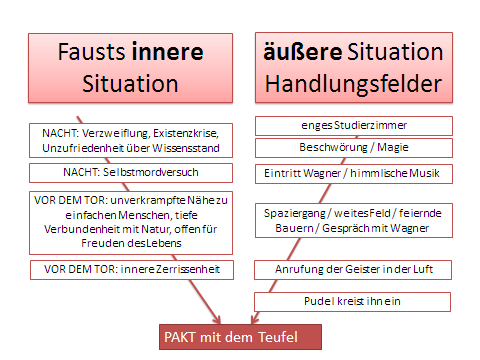 Fausts innere
Situation
äußere Situation
Handlungsfelder
NACHT: Verzweiflung, Existenzkrise,
Unzufriedenheit über Wissensstand
NACHT: Selbstmordversuch
VOR DEM TOR: unverkrampfte Nähe zu
einfachen Menschen, tiefe
Verbundenheit mit Natur, offen für
Freuden des Lebens
VOR DEM TOR: innere Zerrissenheit
enges Studierzimmer
Beschwörung / Magie
Eintritt Wagner / himmlische Musik
Spaziergang / weites Feld / feiernde
Bauern / Gespräch mit Wagner
Anrufung der Geister in der Luft
Pudel kreist ihn ein
PAKT mit dem Teufel